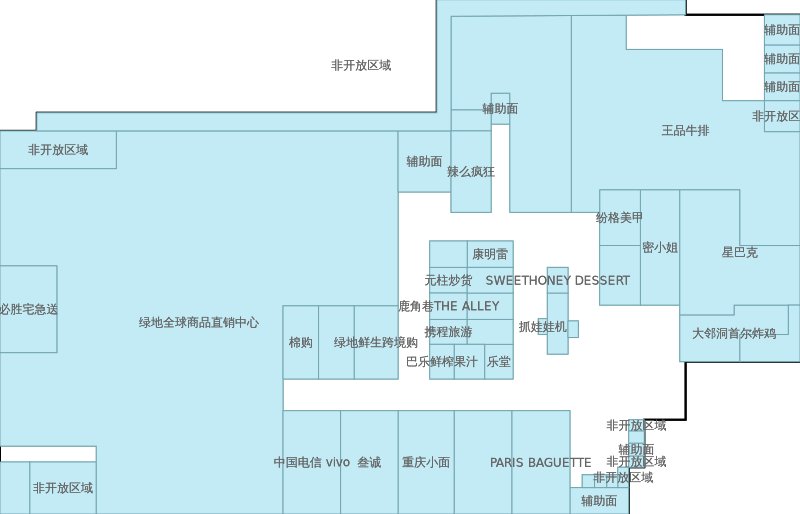 辅助面
辅助面
非开放区域
辅助面
辅助面
非开放区
王品牛排
非开放区域
辅助面
辣么疯狂
纷格美甲
密小姐
星巴克
康明雷
元柱炒货
SWEETHONEY DESSERT
必胜宅急送
绿地全球商品直销中心
鹿角巷THE ALLEY
抓娃娃机
携程旅游
大邻洞首尔炸鸡
棉购
绿地鲜生跨境购
巴乐鲜榨果汁
乐堂
非开放区域
辅助面
中国电信 vivo
叁诚
重庆小面
PARIS BAGUETTE
非开放区域
非开放区域
非开放区域
辅助面